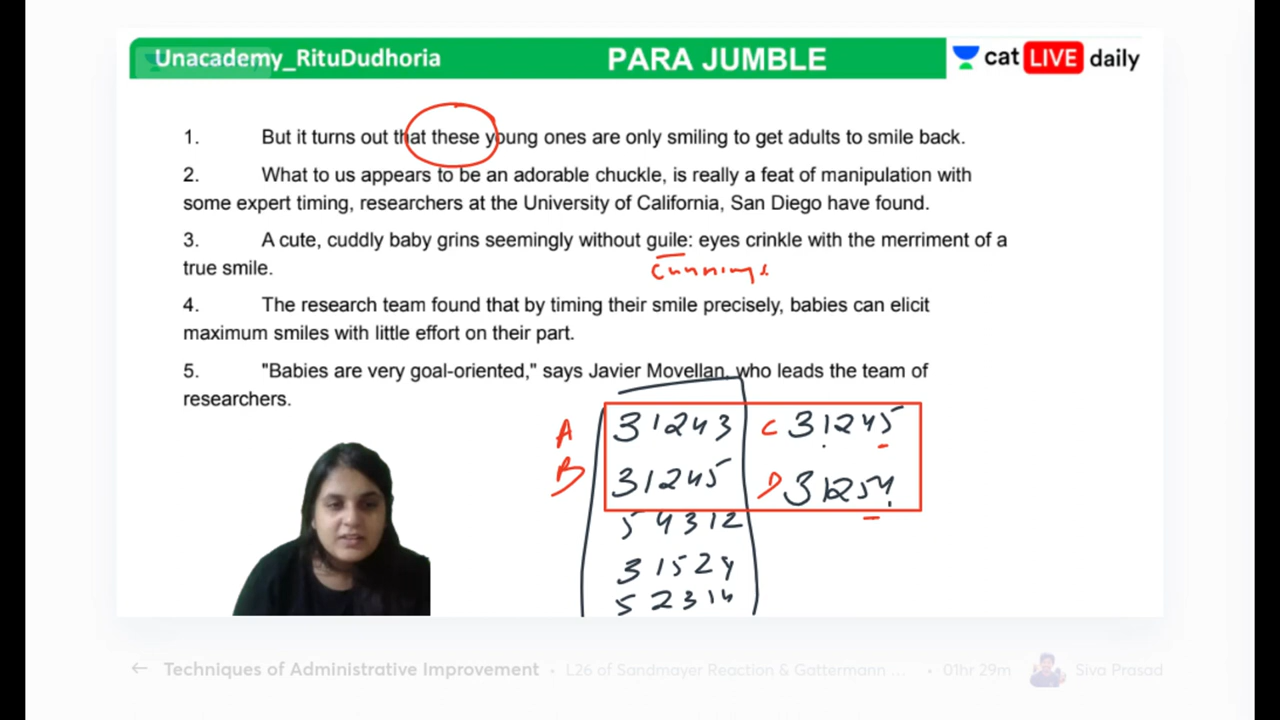 Unacademy_RituDudhoria PARA JUMBLE cat LIVE daily
1. But it turns out that these young ones are only smiling to get adults to smile back.
2. What to us appears to be an adorable chuckle, is really a feat of manipulation with
some expert timing, researchers at the University of California, San Diego have found.
3. A cute, cuddly baby grins seemingly without guile: eyes crinkle with the merriment of a
true smile.
cunning
4. The research team found that by timing their smile precisely, babies can elicit
maximum smiles with little effort on their part.
5. "Babies are very goal-oriented," says Javier Movellan, who leads the team of
researchers.
A 31243 C 31245
B 31245 D 31254
54312
31524
52314
← Techniques of Administrative Improvement • L26 of Sandmayer Reaction & Gattermann ... • 01hr 29m Siva Prasad